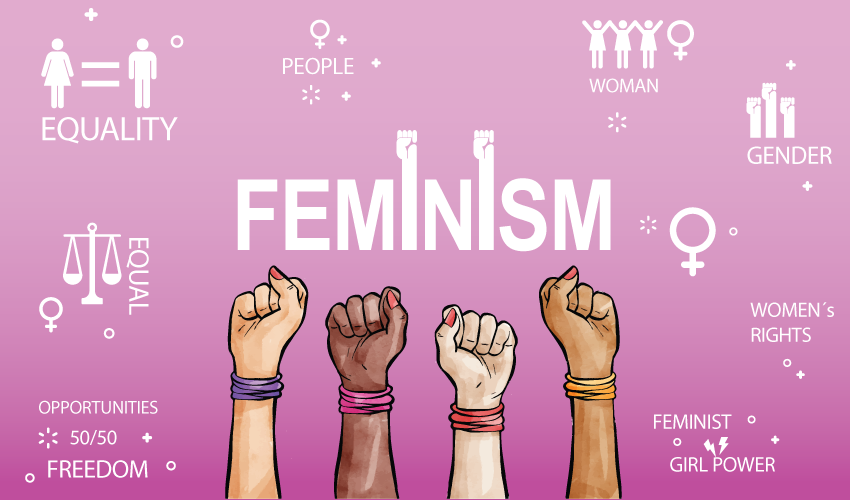 PEOPLE
WOMAN
EQUALITY
GENDER
FEMINISM
EQUAL
WOMEN´s
RIGHTS
OPPORTUNITIES
50/50
FREEDOM
FEMINIST
GIRL POWER